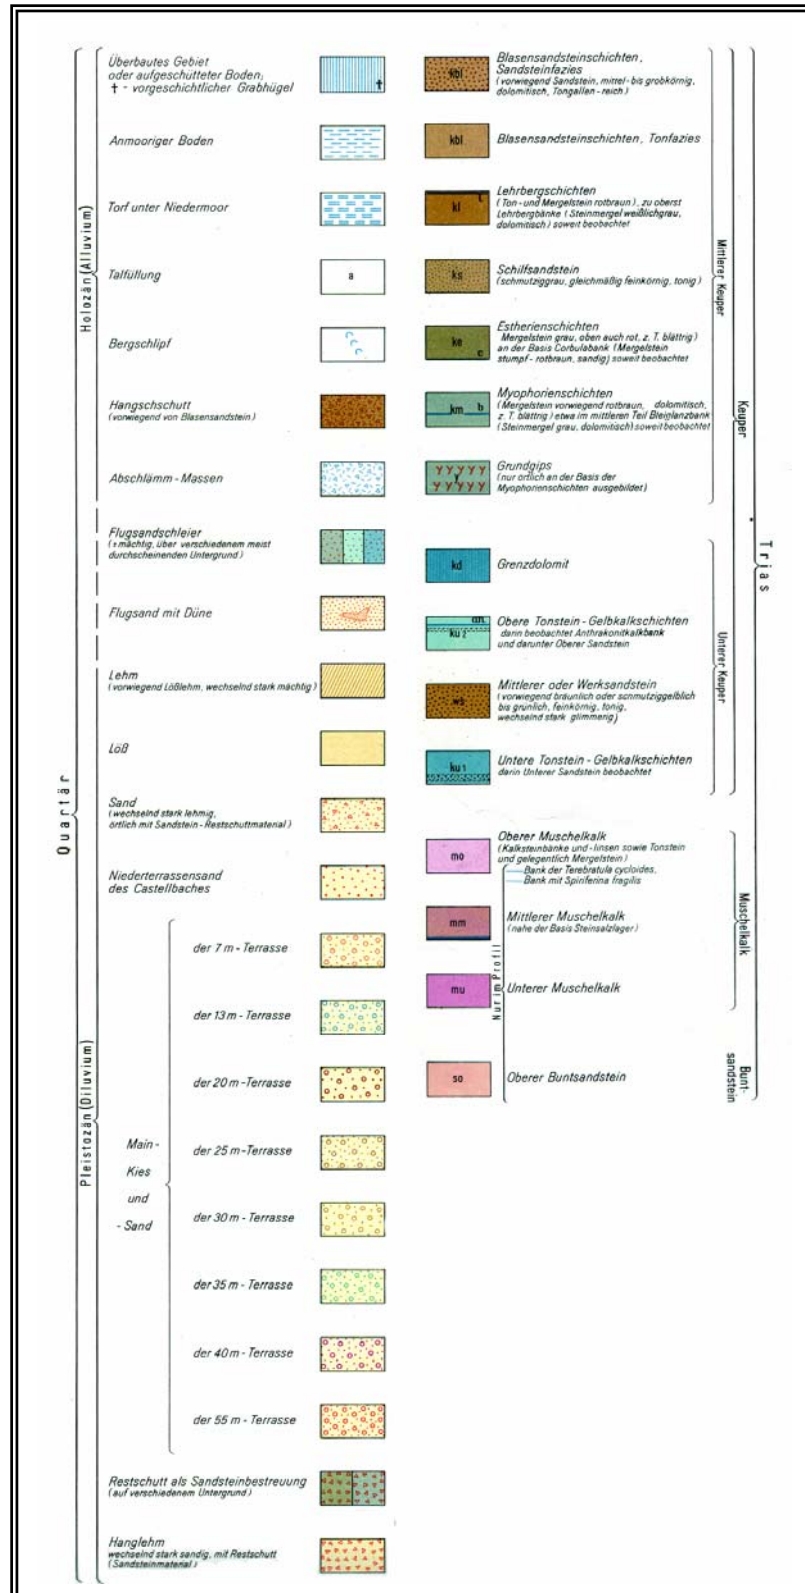 Quartär
Holozän (Alluvium)
Pleistozän (Diluvium)
Überbautes Gebiet
oder aufgeschütteter Boden;
✝ - vorgeschichtlicher Grabhügel
✝
Anmooriger Boden
Torf unter Niedermoor
Talfüllung
a
Bergschlipf
Hangschschutt
(vorwiegend von Blasensandstein)
Abschlämm - Massen
Flugsandschleier
(± mächtig, über verschiedenem meist
durchscheinenden Untergrund)
Flugsand mit Düne
Lehm
(vorwiegend Lößlehm, wechselnd stark mächtig)
Löß
Sand
(wechselnd stark lehmig,
örtlich mit Sandstein - Restschuttmaterial)
Niederterrassensand
des Castellbaches
Main -
Kies
und
- Sand
der 7 m - Terrasse
der 13 m - Terrasse
der 20 m - Terrasse
der 25 m - Terrasse
der 30 m - Terrasse
der 35 m - Terrasse
der 40 m - Terrasse
der 55 m - Terrasse
Restschutt als Sandsteinbestreuung
(auf verschiedenem Untergrund)
Hanglehm
wechselnd stark sandig, mit Restschutt
(Sandsteinmaterial)
kbl
Blasensandsteinschichten,
Sandsteinfazies
(vorwiegend Sandstein, mittel- bis grobkörnig,
dolomitisch, Tongallen - reich)
kbl
Blasensandsteinschichten, Tonfazies
L
kl
Lehrbergschichten
(Ton - und Mergelstein rotbraun), zu oberst
Lehrbergbänke (Steinmergel weißlichgrau,
dolomitisch) soweit beobachtet
ks
Schilfsandstein
(schmutziggrau, gleichmäßig feinkörnig, tonig)
ke
c
Estherienschichten
Mergelstein grau, oben auch rot, z. T. blättrig)
an der Basis Corbulabank (Mergelstein
stumpf - rotbraun, sandig) soweit beobachtet
km
b
Myophorienschichten
(Mergelstein vorwiegend rotbraun, dolomitisch,
z. T. blättrig) etwa im mittleren Teil Bleiglanzbank
(Steinmergel grau, dolomitisch) soweit beobachtet
y
Grundgips
(nur örtlich an der Basis der
Myophorienschichten ausgebildet)
kd
Grenzdolomit
an.
ku 2
Obere Tonstein - Gelbkalkschichten
darin beobachtet Anthrakonitkalkbank
und darunter Oberer Sandstein
ws
Mittlerer oder Werksandstein
(vorwiegend bräunlich oder schmutziggelblich
bis grünlich, feinkörnig, tonig,
wechselnd stark glimmerig)
ku 1
Untere Tonstein - Gelbkalkschichten
darin Unterer Sandstein beobachtet
mo
Oberer Muschelkalk
(Kalksteinbänke und - linsen sowie Tonstein
und gelegentlich Mergelstein)
Bank der Terebratula cycloides,
Bank mit Spiriferina fragilis
mm
Mittlerer Muschelkalk
(nahe der Basis Steinsalzlager)
mu
Unterer Muschelkalk
so
Oberer Buntsandstein
Nur im Profil
Mittlerer Keuper
Unterer Keuper
Keuper
Muschelkalk
Bunt-
sandstein
Trias